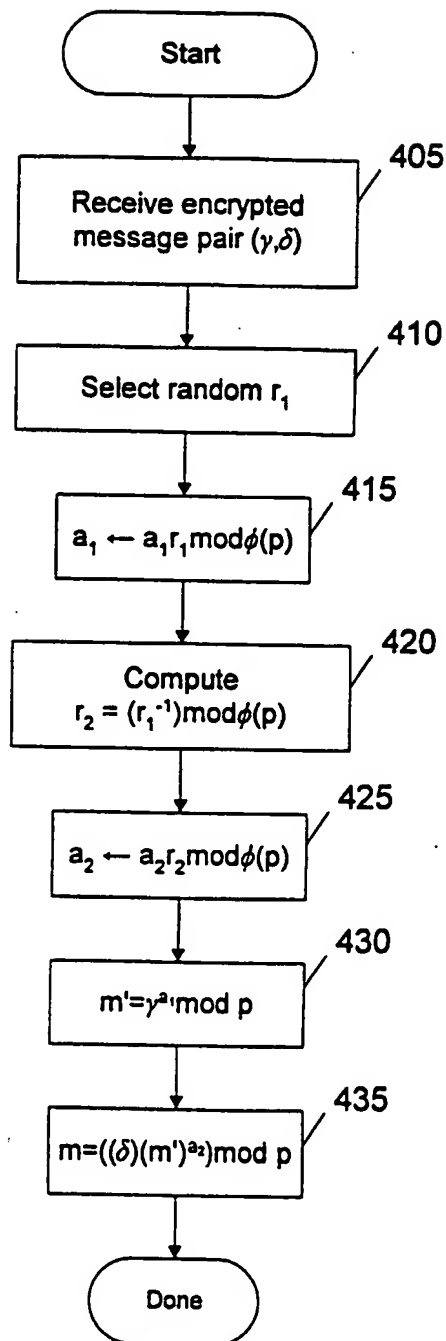 Start
405
Receive encrypted
message pair (γ,δ)
410
Select random r₁
415
a₁ ← a₁r₁modϕ(p)
420
Compute
r₂ = (r₁⁻¹)modϕ(p)
425
a₂ ← a₂r₂modϕ(p)
430
m'=γᵃ¹mod p
435
m=((δ)(m')ᵃ²)mod p
Done